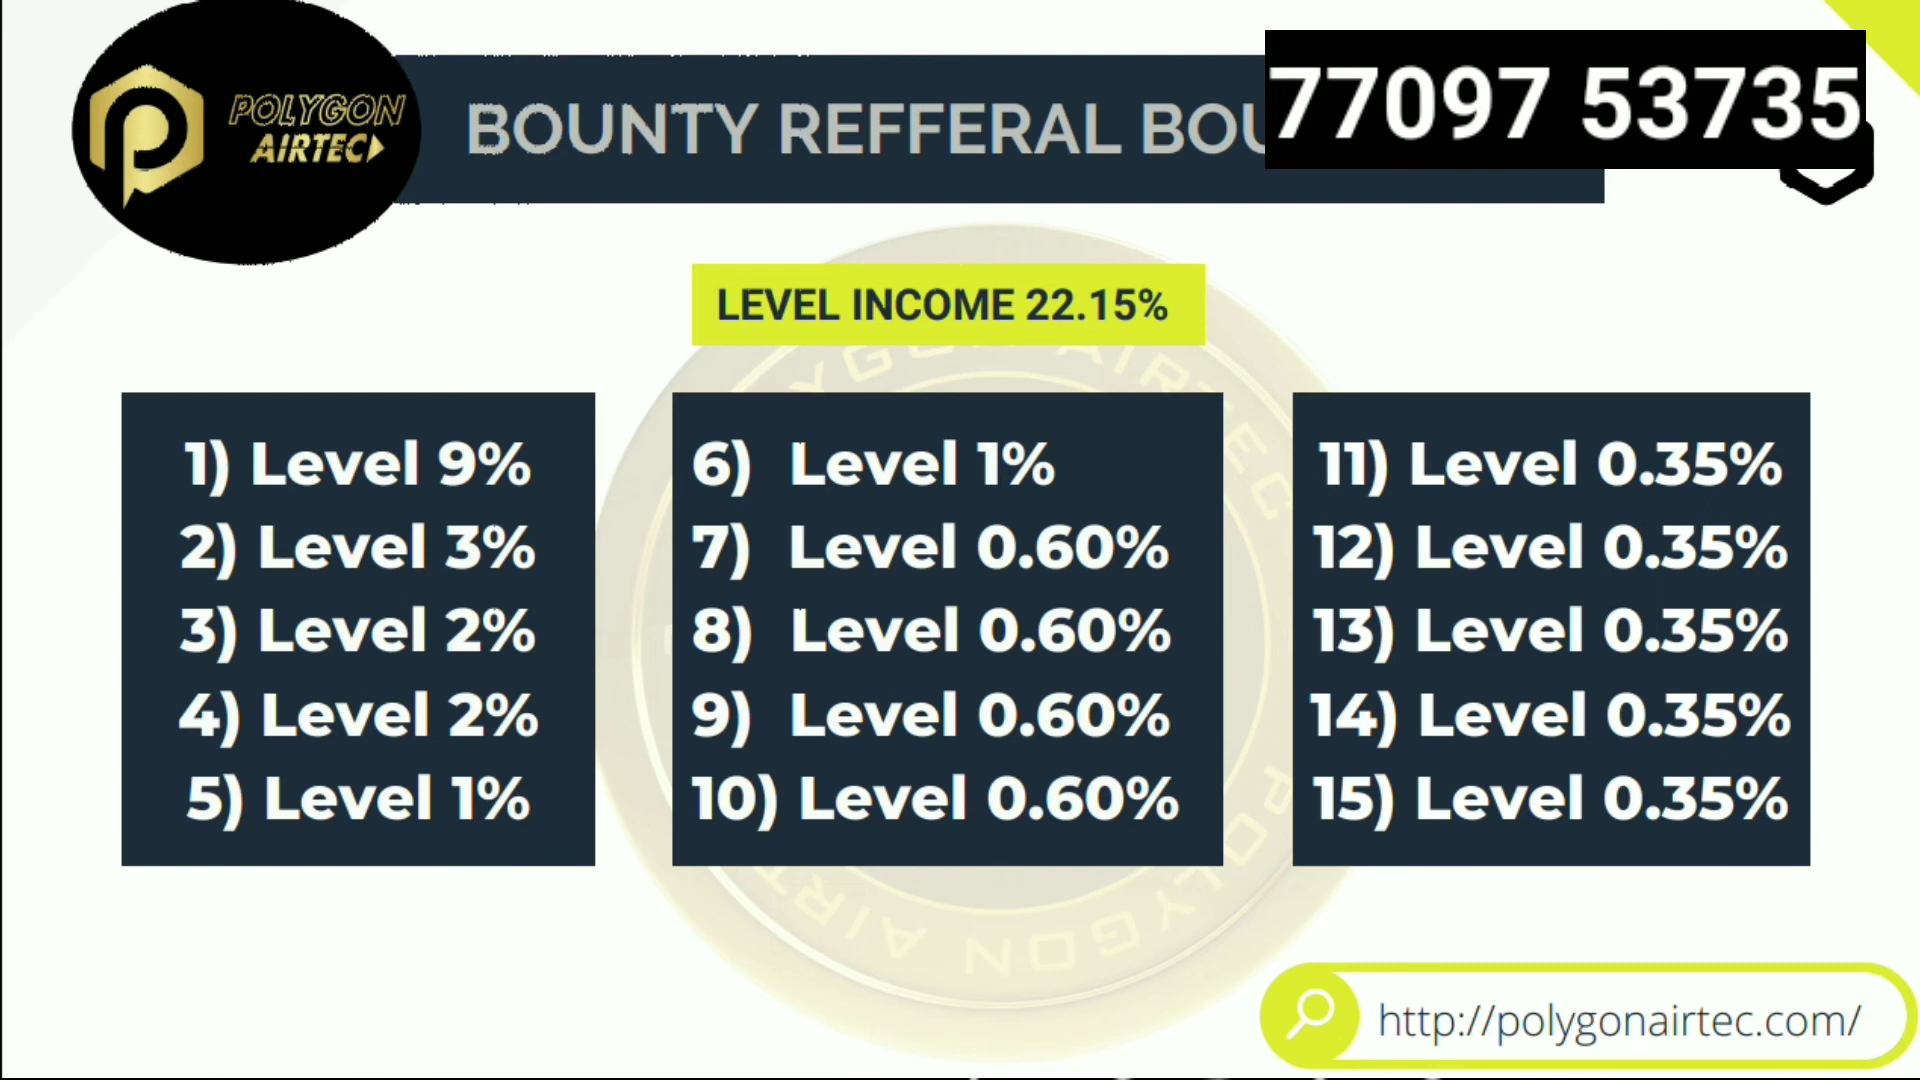 POLYGON
AIRTEC
BOUNTY REFFERAL
77097 53735
LEVEL INCOME 22.15%
1) Level 9%
2) Level 3%
3) Level 2%
4) Level 2%
5) Level 1%
6) Level 1%
7) Level 0.60%
8) Level 0.60%
9) Level 0.60%
10) Level 0.60%
11) Level 0.35%
12) Level 0.35%
13) Level 0.35%
14) Level 0.35%
15) Level 0.35%
POLYGON
http://polygonairtec.com/